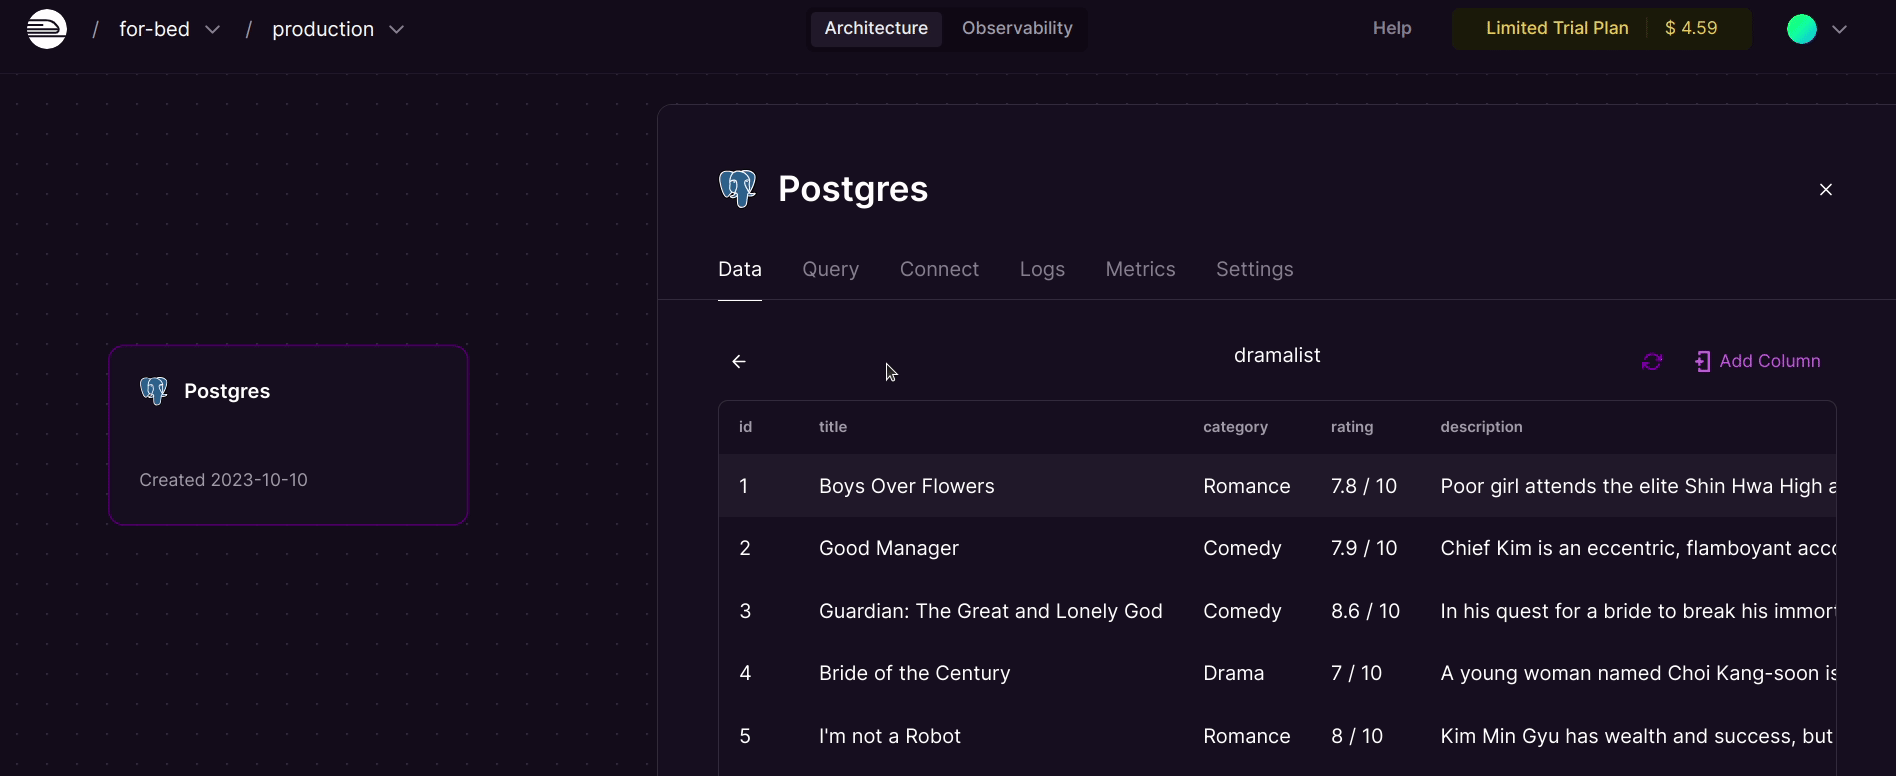 / for-bed / production Architecture Observability Help Limited Trial Plan $ 4.59
Postgres
Data Query Connect Logs Metrics Settings
dramalist Add Column
Postgres
Created 2023-10-10
id title category rating description
1 Boys Over Flowers Romance 7.8 / 10 Poor girl attends the elite Shin Hwa High a
2 Good Manager Comedy 7.9 / 10 Chief Kim is an eccentric, flamboyant acco
3 Guardian: The Great and Lonely God Comedy 8.6 / 10 In his quest for a bride to break his immor
4 Bride of the Century Drama 7 / 10 A young woman named Choi Kang-soon is
5 I'm not a Robot Romance 8 / 10 Kim Min Gyu has wealth and success, but